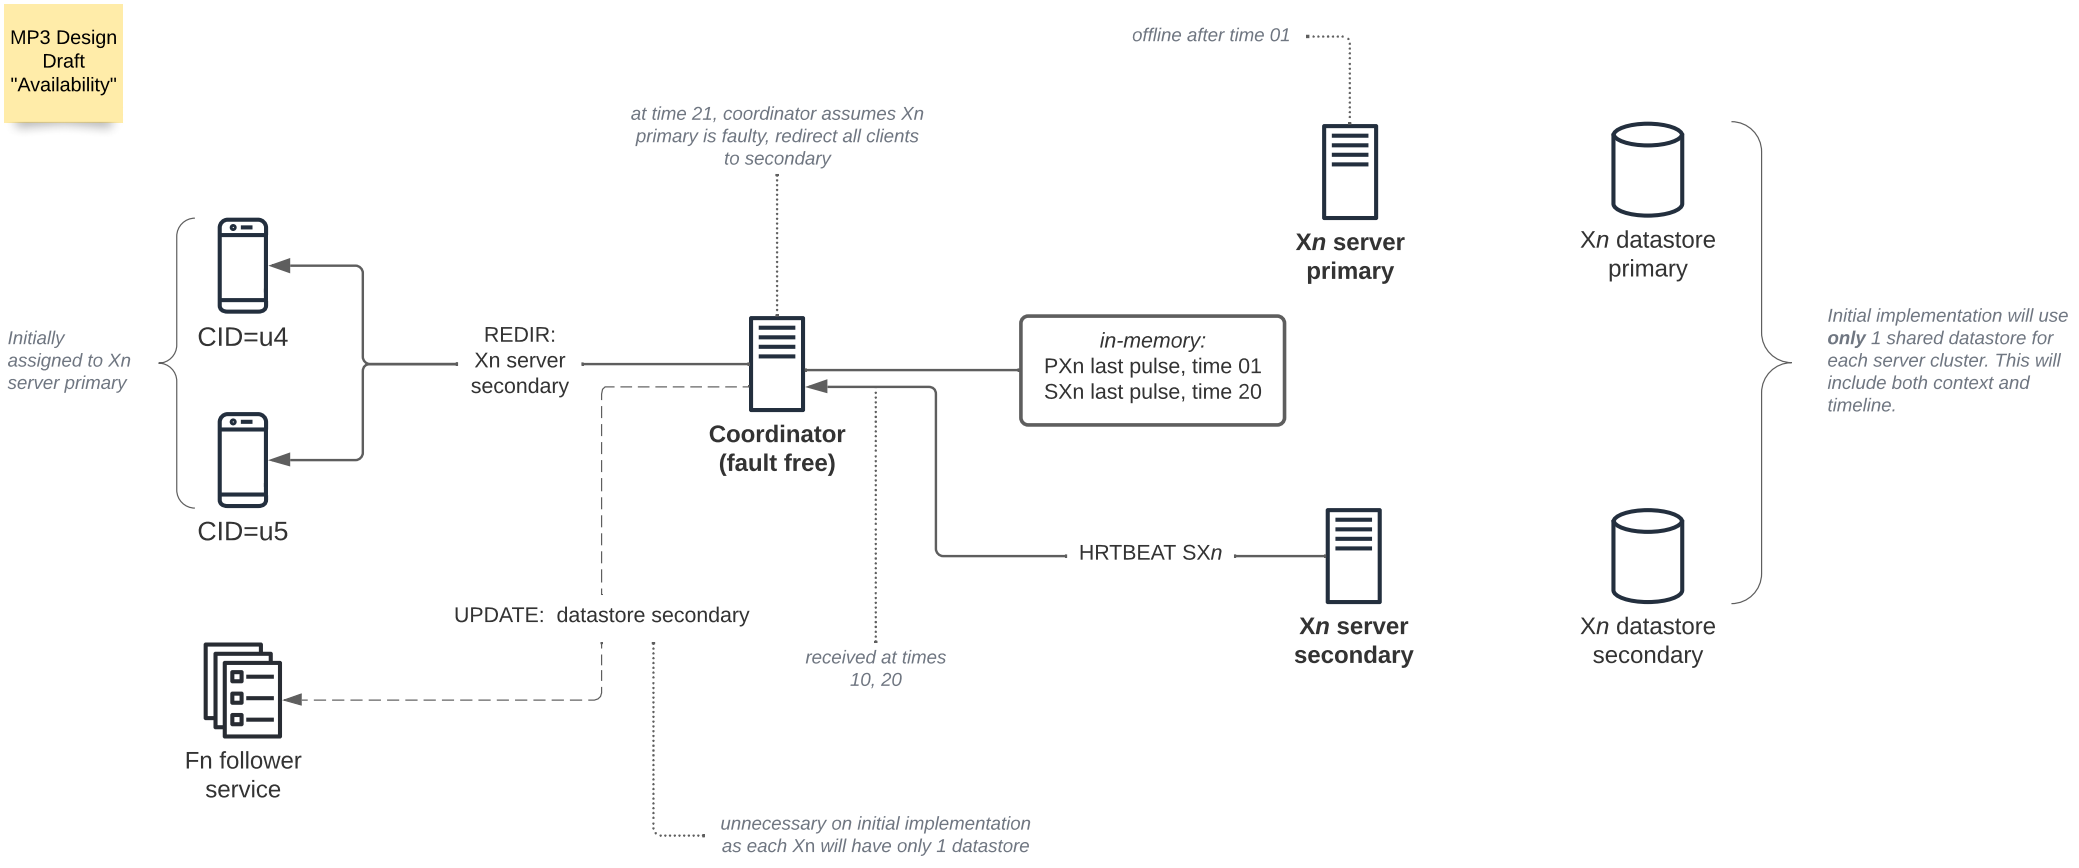 MP3 Design
Draft
"Availability"
offline after time 01
at time 21, coordinator assumes Xn
primary is faulty, redirect all clients
to secondary
Xn server
primary
Xn datastore
primary
Initially
assigned to Xn
server primary
CID=u4
REDIR:
Xn server
secondary
in-memory:
PXn last pulse, time 01
SXn last pulse, time 20
Initial implementation will use
only 1 shared datastore for
each server cluster. This will
include both context and
timeline.
Coordinator
(fault free)
CID=u5
HRTBEAT SXn
UPDATE:  datastore secondary
Xn server
secondary
Xn datastore
secondary
received at times
10, 20
Fn follower
service
unnecessary on initial implementation
as each Xn will have only 1 datastore